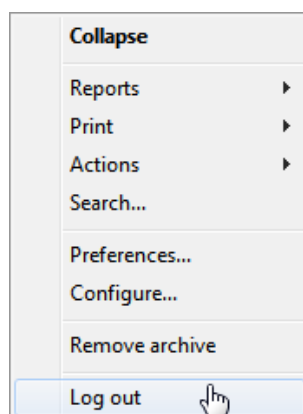 Collapse
Reports
Print
Actions
Search...
Preferences...
Configure...
Remove archive
Log out